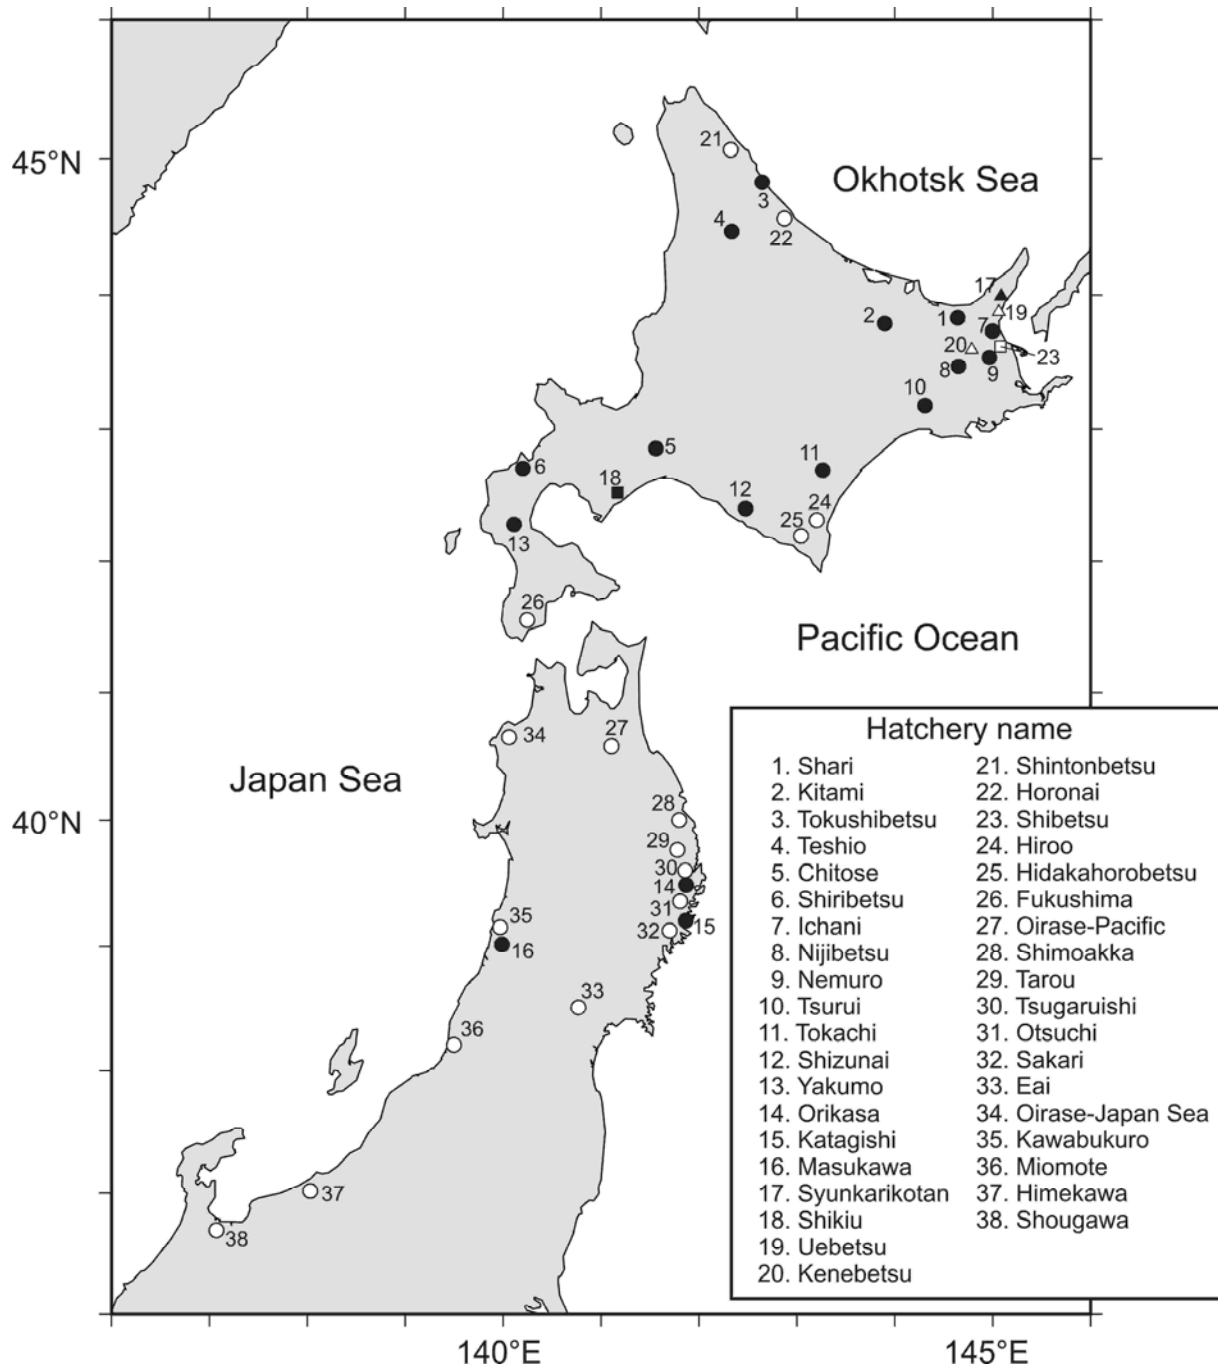 45°N
21
Okhotsk Sea
3
4
22
17
2
1
7
19
20
23
8
9
10
5
11
6
18
12
24
25
13
26
Pacific Ocean
34
27
Japan Sea
40°N
28
29
30
14
31
35
15
32
16
33
36
37
38
140°E
145°E
Hatchery name
1. Shari
2. Kitami
3. Tokushibetsu
4. Teshio
5. Chitose
6. Shiribetsu
7. Ichani
8. Nijibetsu
9. Nemuro
10. Tsurui
11. Tokachi
12. Shizunai
13. Yakumo
14. Orikasa
15. Katagishi
16. Masukawa
17. Syunkarikotan
18. Shikiu
19. Uebetsu
20. Kenebetsu
21. Shintonbetsu
22. Horonai
23. Shibetsu
24. Hiroo
25. Hidakahorobetsu
26. Fukushima
27. Oirase-Pacific
28. Shimoakka
29. Tarou
30. Tsugaruishi
31. Otsuchi
32. Sakari
33. Eai
34. Oirase-Japan Sea
35. Kawabukuro
36. Miomote
37. Himekawa
38. Shougawa